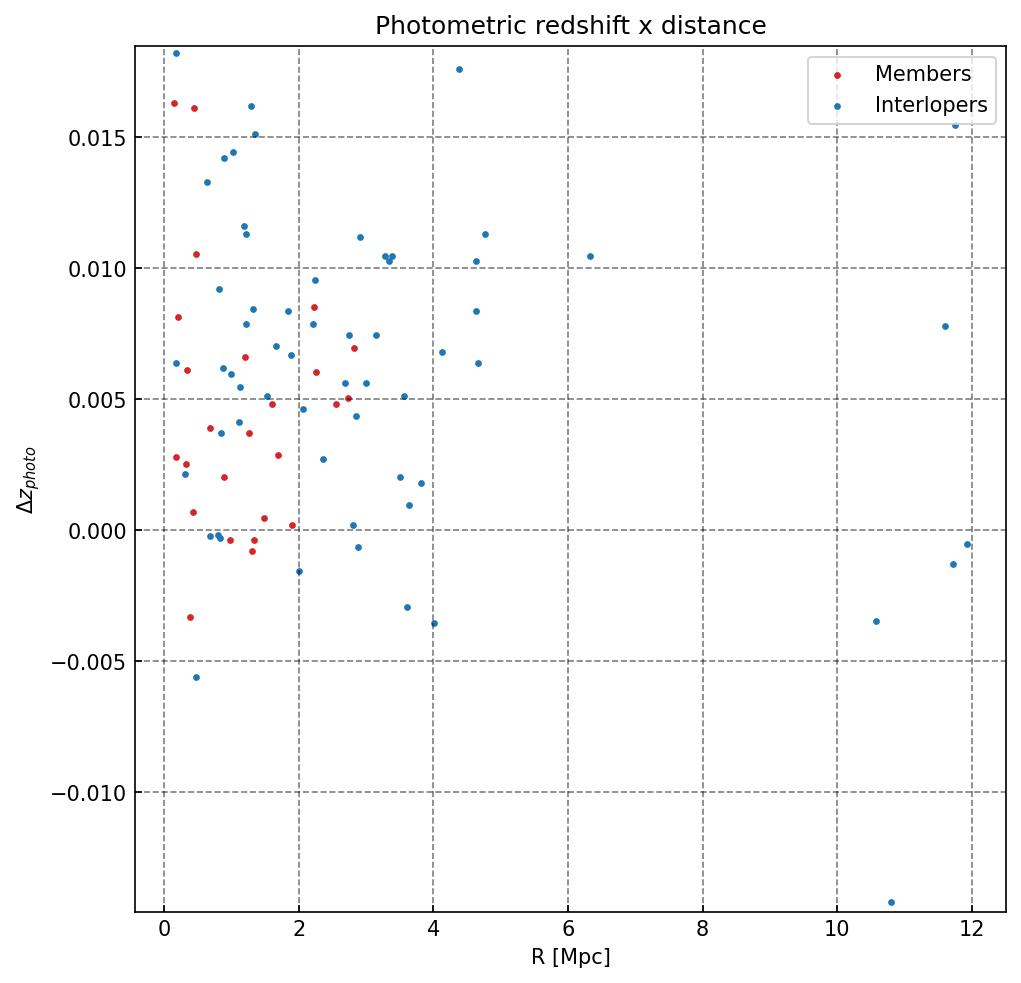 Photometric redshift x distance
Members
Interlopers
0.015
0.010
0.005
0.000
−0.005
−0.010
Δz_photo
0 2 4 6 8 10 12
R [Mpc]